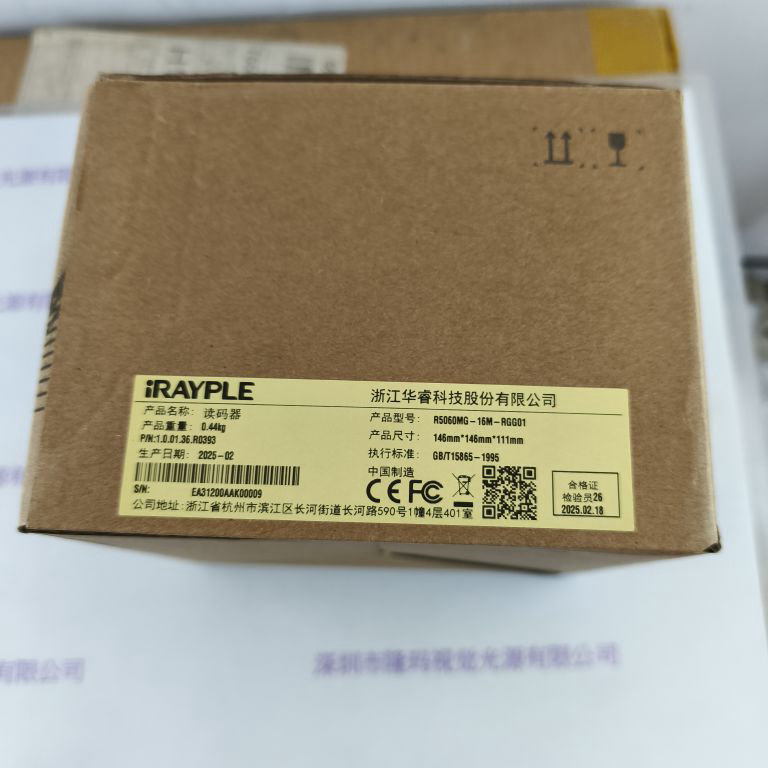 iRAYPLE
浙江华睿科技股份有限公司
产品名称: 读码器
产品型号: R5060MG-16M-RGG01
产品重量: 0.44kg
产品尺寸: 146mm*146mm*111mm
P/N:1.0.01.36.R0393
执行标准: GB/T15865-1995
生产日期: 2025-02
中国制造
S/N: EA31200AAK00009
CE FC
合格证
检验员26
2025.02.18
公司地址:浙江省杭州市滨江区长河街道长河路590号1幢4层401室
有限公司
深圳市隆玛视觉光源有限公司